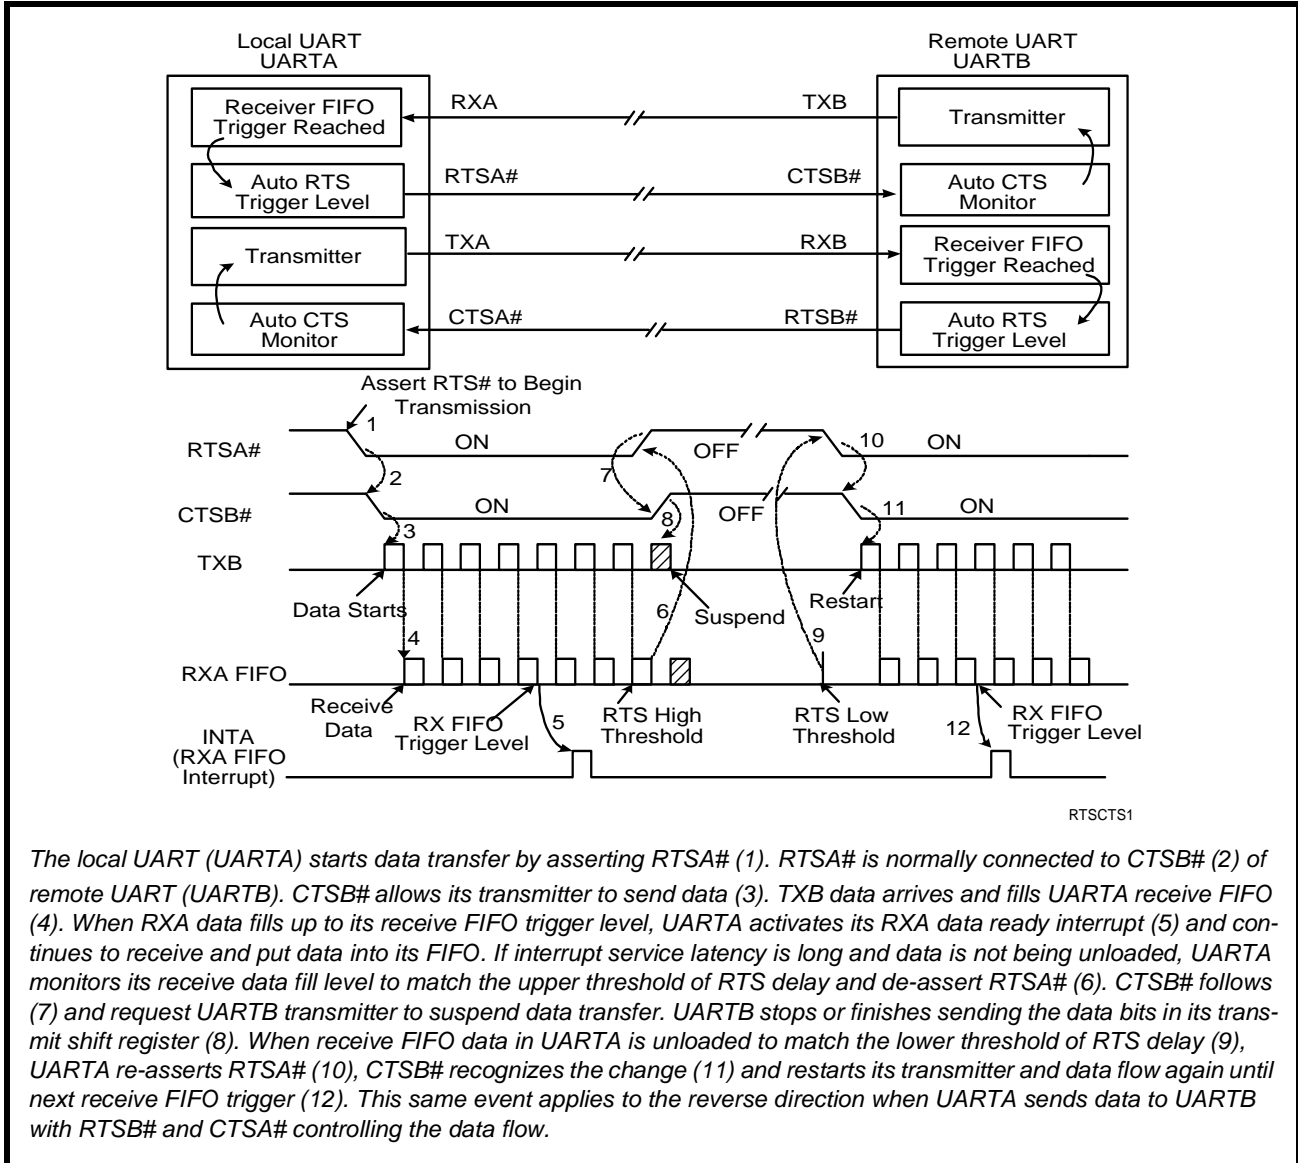 Local UART
UARTA
Remote UART
UARTB
Receiver FIFO
Trigger Reached
RXA
TXB
Transmitter
Auto RTS
Trigger Level
RTSA#
CTSB#
Auto CTS
Monitor
Transmitter
TXA
RXB
Receiver FIFO
Trigger Reached
Auto CTS
Monitor
CTSA#
RTSB#
Auto RTS
Trigger Level
Assert RTS# to Begin
Transmission
1
RTSA#
ON
OFF
10
ON
2
7
CTSB#
ON
8
OFF
11
ON
3
TXB
Data Starts
6
Suspend
Restart
4
9
RXA FIFO
Receive
Data
RX FIFO
Trigger Level
5
RTS High
Threshold
RTS Low
Threshold
12
RX FIFO
Trigger Level
INTA
(RXA FIFO
Interrupt)
RTSCTS1
The local UART (UARTA) starts data transfer by asserting RTSA# (1). RTSA# is normally connected to CTSB# (2) of
remote UART (UARTB). CTSB# allows its transmitter to send data (3). TXB data arrives and fills UARTA receive FIFO
(4). When RXA data fills up to its receive FIFO trigger level, UARTA activates its RXA data ready interrupt (5) and con-
tinues to receive and put data into its FIFO. If interrupt service latency is long and data is not being unloaded, UARTA
monitors its receive data fill level to match the upper threshold of RTS delay and de-assert RTSA# (6). CTSB# follows
(7) and request UARTB transmitter to suspend data transfer. UARTB stops or finishes sending the data bits in its trans-
mit shift register (8). When receive FIFO data in UARTA is unloaded to match the lower threshold of RTS delay (9),
UARTA re-asserts RTSA# (10), CTSB# recognizes the change (11) and restarts its transmitter and data flow again until
next receive FIFO trigger (12). This same event applies to the reverse direction when UARTA sends data to UARTB
with RTSB# and CTSA# controlling the data flow.